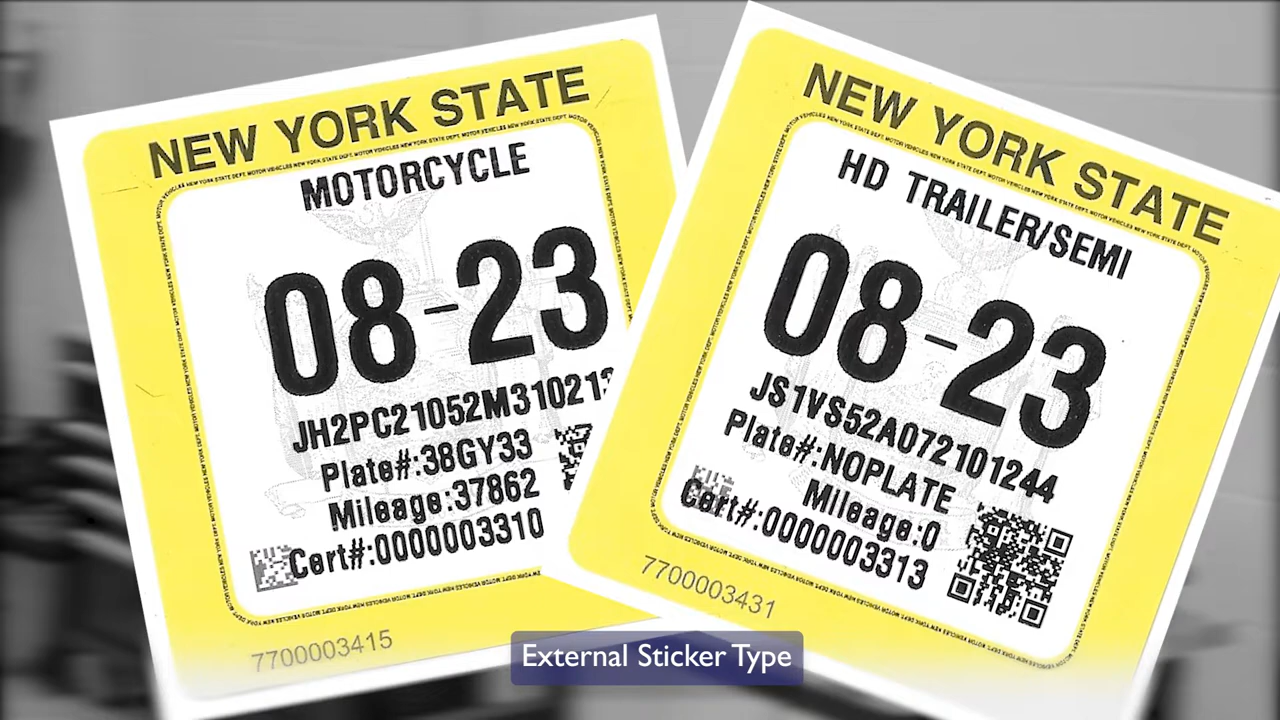 NEW YORK STATE
MOTORCYCLE
08-23
JH2PC21052M310213
Plate#:38GY33
Mileage:37862
Cert#:0000003310
7700003415
NEW YORK STATE
HD TRAILER/SEMI
08-23
JS1VS52A072101244
Plate#:NOPLATE
Mileage:0
Cert#:0000003313
7700003431
External Sticker Type